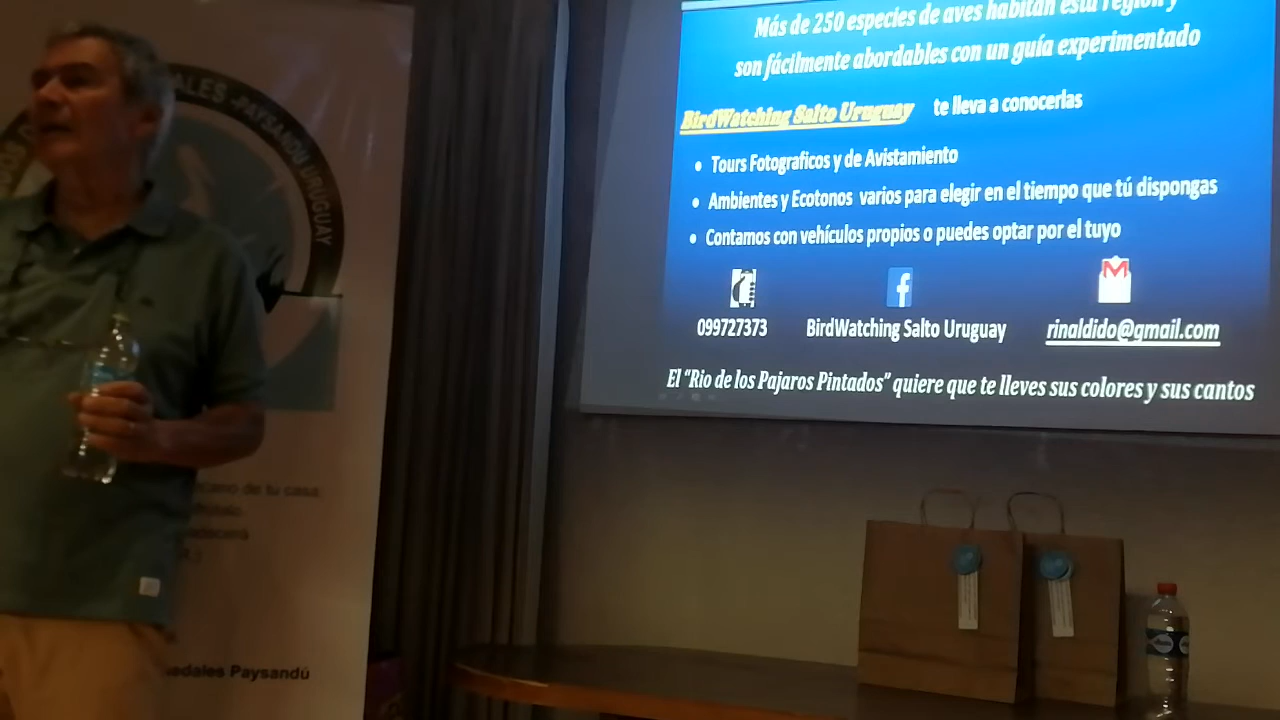 Más de 250 especies de aves habitan esta región y
son fácilmente abordables con un guía experimentado
BirdWatching Salto Uruguay te lleva a conocerlas
• Tours Fotograficos y de Avistamiento
• Ambientes y Ecotonos varios para elegir en el tiempo que tú dispongas
• Contamos con vehículos propios o puedes optar por el tuyo
099727373 BirdWatching Salto Uruguay rinaldido@gmail.com
El “Rio de los Pajaros Pintados” quiere que te lleves sus colores y sus cantos
PAYSANDU URUGUAY
de tu casa
Paysandú